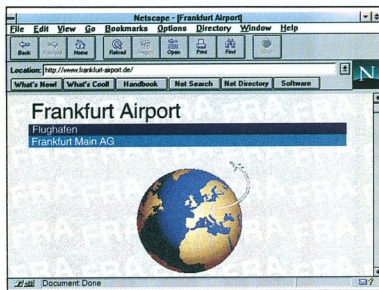 Netscape - [Frankfurt Airport]
File Edit View Go Bookmarks Options Directory Window Help
Back Forward Home Reload Images Open Print Find Stop
Location: http://www.frankfurt-airport.de/
What's New! What's Cool! Handbook Net Search Net Directory Software
N
Frankfurt Airport
Flughafen
Frankfurt Main AG
Document: Done